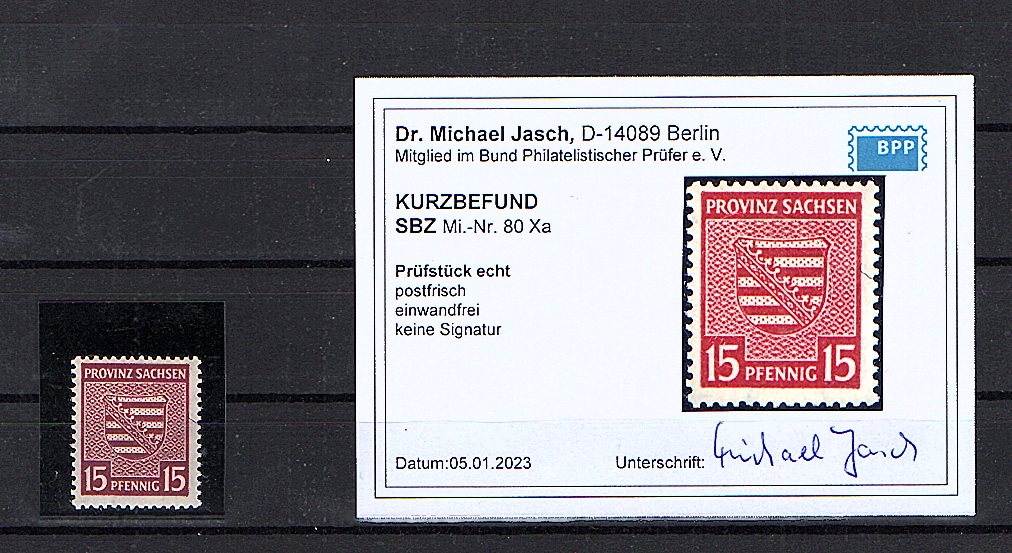 PROVINZ SACHSEN
15 PFENNIG 15
Dr. Michael Jasch, D-14089 Berlin
Mitglied im Bund Philatelistischer Prüfer e. V.
BPP
KURZBEFUND
SBZ Mi.-Nr. 80 Xa
Prüfstück echt
postfrisch
einwandfrei
keine Signatur
PROVINZ SACHSEN
15 PFENNIG 15
Datum:05.01.2023
Unterschrift: Michael Jasch